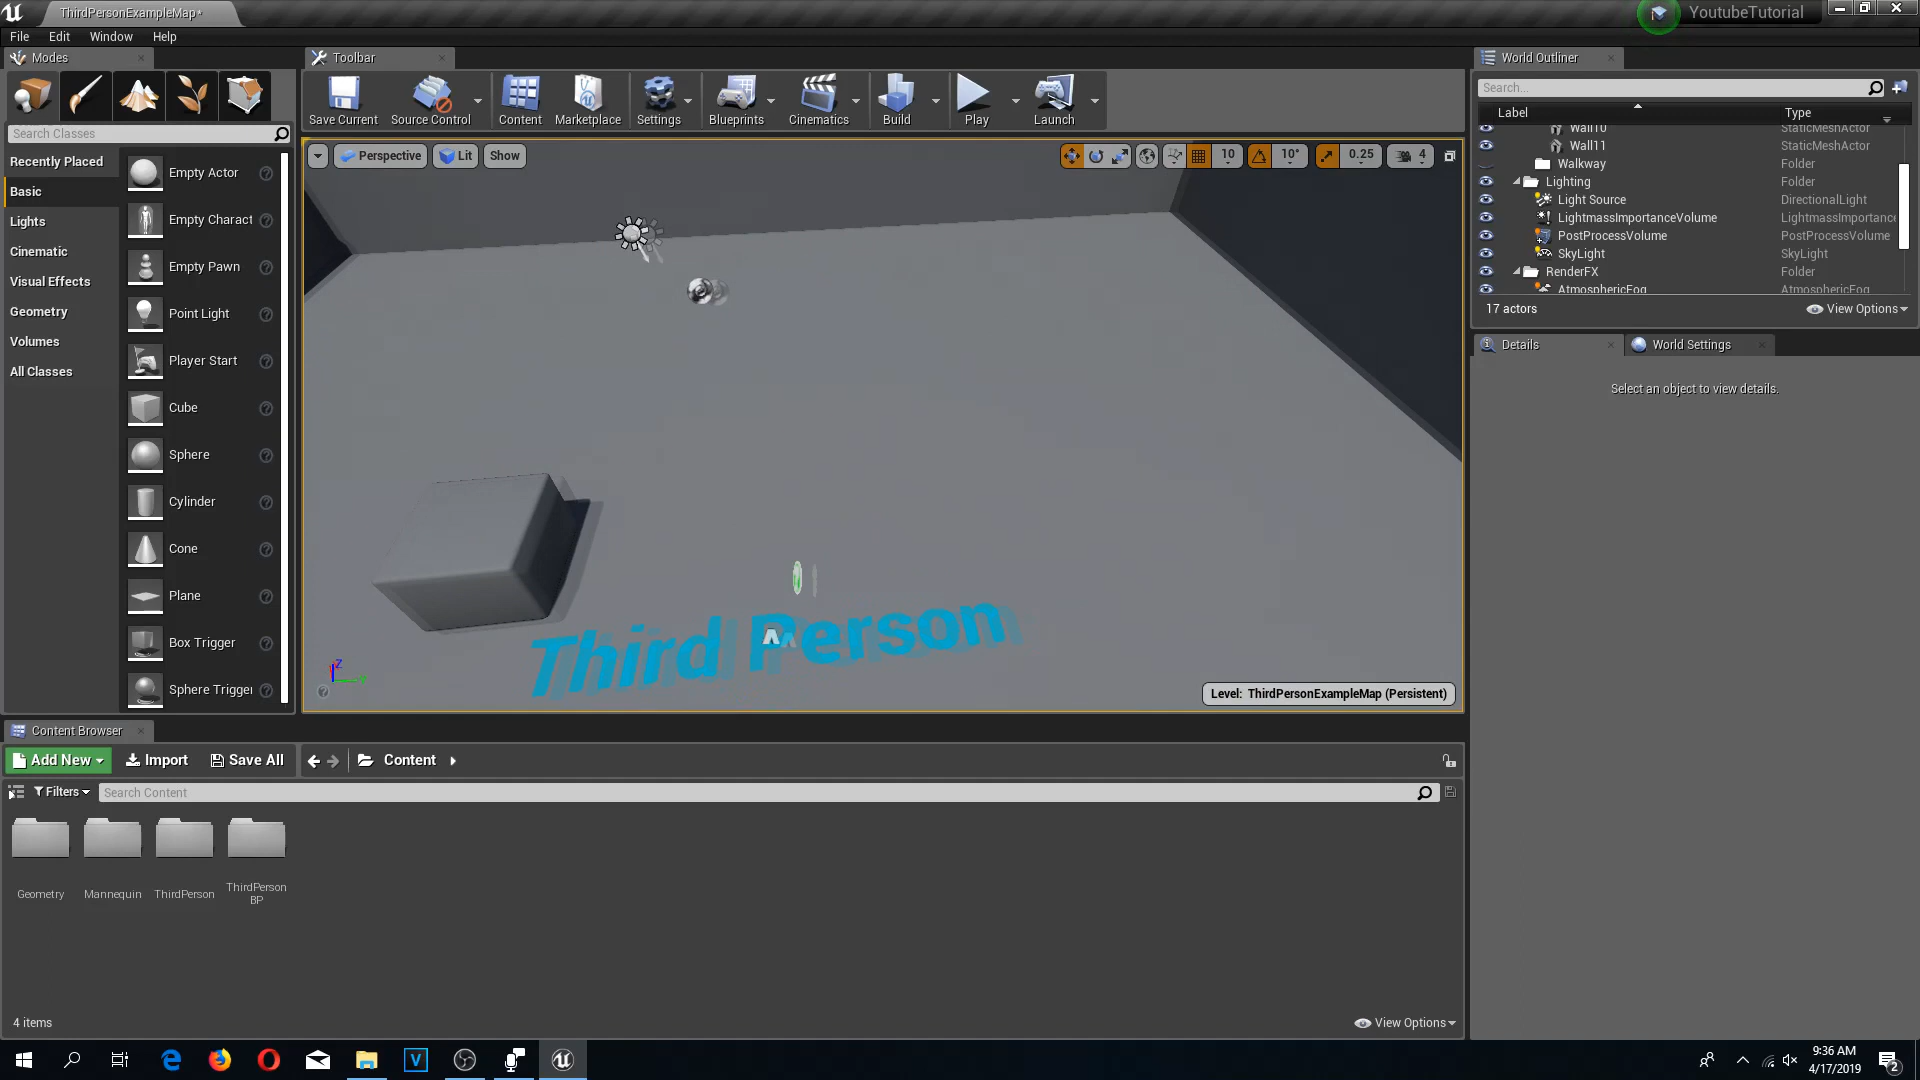 ThirdPersonExampleMap*
YoutubeTutorial
File Edit Window Help
Modes
Toolbar
World Outliner
Save Current
Source Control
Content
Marketplace
Settings
Blueprints
Cinematics
Build
Play
Launch
Search Classes
Recently Placed
Basic
Lights
Cinematic
Visual Effects
Geometry
Volumes
All Classes
Empty Actor
Empty Charact
Empty Pawn
Point Light
Player Start
Cube
Sphere
Cylinder
Cone
Plane
Box Trigger
Sphere Trigger
Perspective
Lit
Show
10
10°
0.25
4
Third Person
Z
Level: ThirdPersonExampleMap (Persistent)
Search...
Label Type
Wall10 StaticMeshActor
Wall11 StaticMeshActor
Walkway Folder
Lighting Folder
Light Source DirectionalLight
LightmassImportanceVolume LightmassImportance
PostProcessVolume PostProcessVolume
SkyLight SkyLight
RenderFX Folder
AtmosphericFog AtmosphericFog
17 actors
View Options
Details
World Settings
Select an object to view details.
Content Browser
Add New
Import
Save All
Content
Filters
Search Content
Geometry
Mannequin
ThirdPerson
ThirdPerson
BP
4 items
View Options
9:36 AM
4/17/2019
2